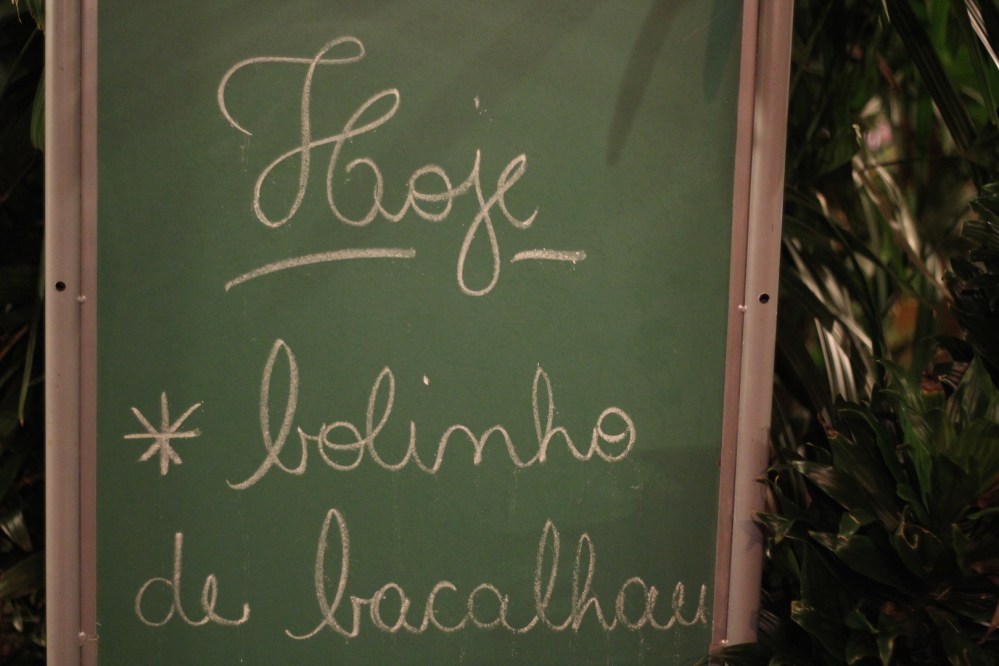 Hoje
* bolinho
de bacalhau